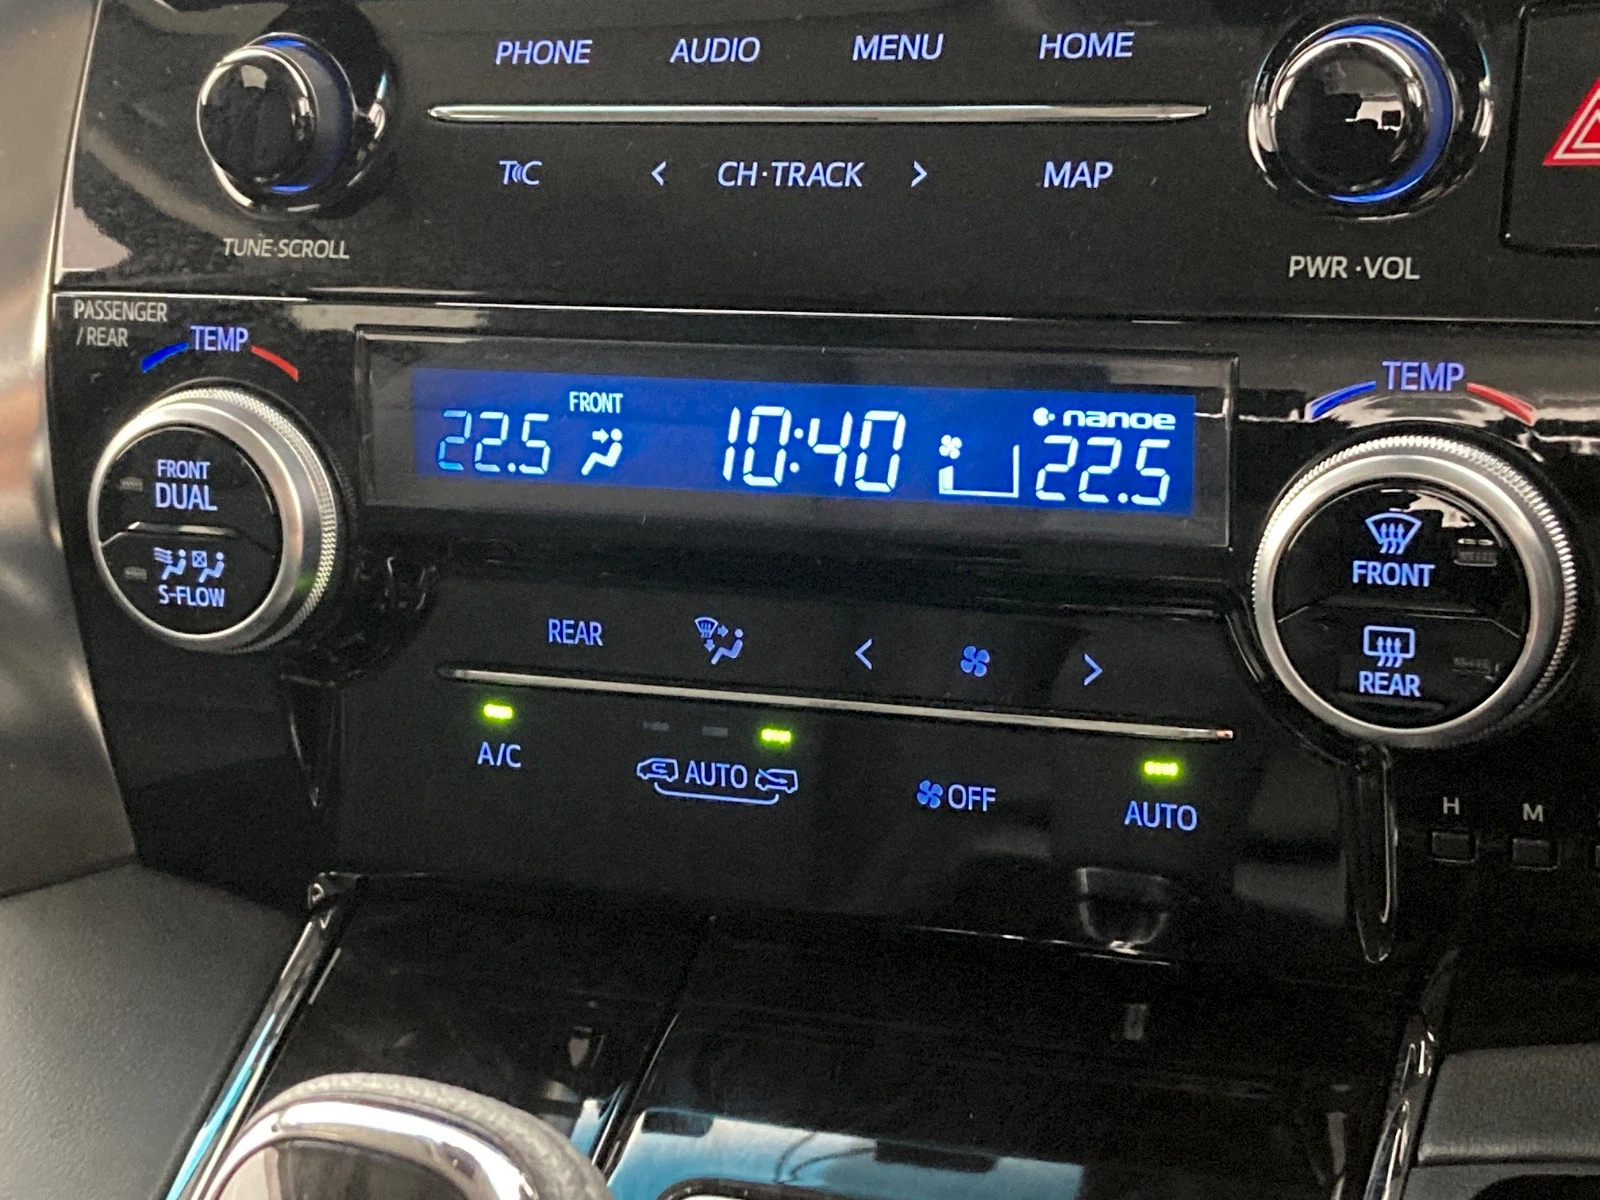 PHONE AUDIO MENU HOME
T C < CH·TRACK > MAP
TUNE·SCROLL
PWR·VOL
PASSENGER
/REAR
TEMP
TEMP
FRONT
DUAL
S-FLOW
FRONT
22.5 10:40 22.5
nanoe
FRONT
REAR
REAR < >
A/C AUTO OFF AUTO
H M